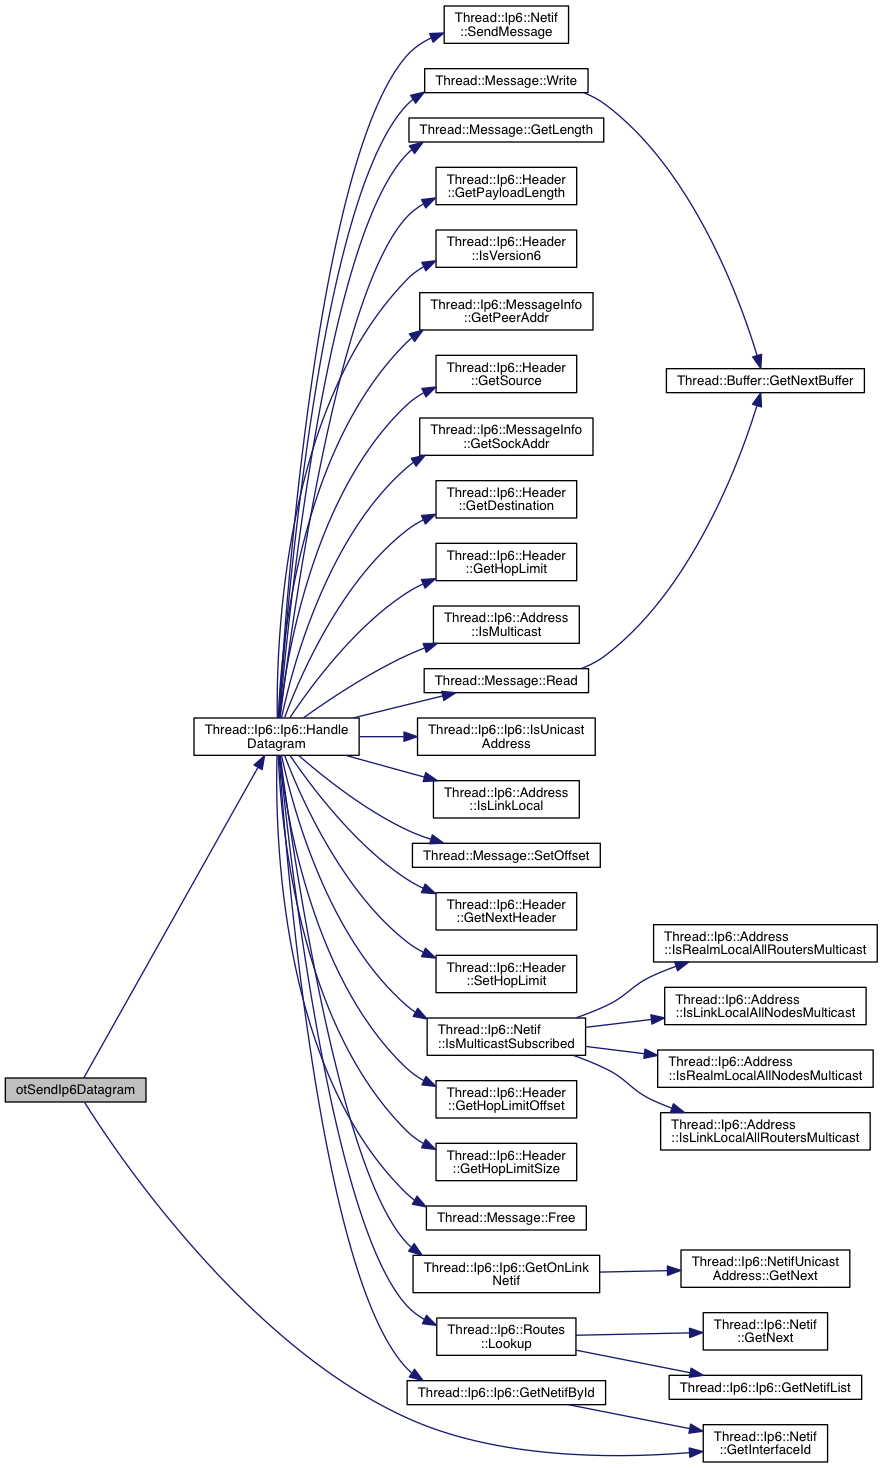 Thread::Ip6::Netif
::SendMessage
Thread::Message::Write
Thread::Message::GetLength
Thread::Ip6::Header
::GetPayloadLength
Thread::Ip6::Header
::IsVersion6
Thread::Ip6::MessageInfo
::GetPeerAddr
Thread::Ip6::Header
::GetSource
Thread::Buffer::GetNextBuffer
Thread::Ip6::MessageInfo
::GetSockAddr
Thread::Ip6::Header
::GetDestination
Thread::Ip6::Header
::GetHopLimit
Thread::Ip6::Address
::IsMulticast
Thread::Message::Read
Thread::Ip6::Ip6::Handle
Datagram
Thread::Ip6::Ip6::IsUnicast
Address
Thread::Ip6::Address
::IsLinkLocal
Thread::Message::SetOffset
Thread::Ip6::Header
::GetNextHeader
Thread::Ip6::Address
::IsRealmLocalAllRoutersMulticast
Thread::Ip6::Header
::SetHopLimit
Thread::Ip6::Address
::IsLinkLocalAllNodesMulticast
Thread::Ip6::Netif
::IsMulticastSubscribed
Thread::Ip6::Address
::IsRealmLocalAllNodesMulticast
otSendIp6Datagram
Thread::Ip6::Header
::GetHopLimitOffset
Thread::Ip6::Address
::IsLinkLocalAllRoutersMulticast
Thread::Ip6::Header
::GetHopLimitSize
Thread::Message::Free
Thread::Ip6::Ip6::GetOnLink
Netif
Thread::Ip6::NetifUnicast
Address::GetNext
Thread::Ip6::Routes
::Lookup
Thread::Ip6::Netif
::GetNext
Thread::Ip6::Ip6::GetNetifList
Thread::Ip6::Ip6::GetNetifById
Thread::Ip6::Netif
::GetInterfaceId